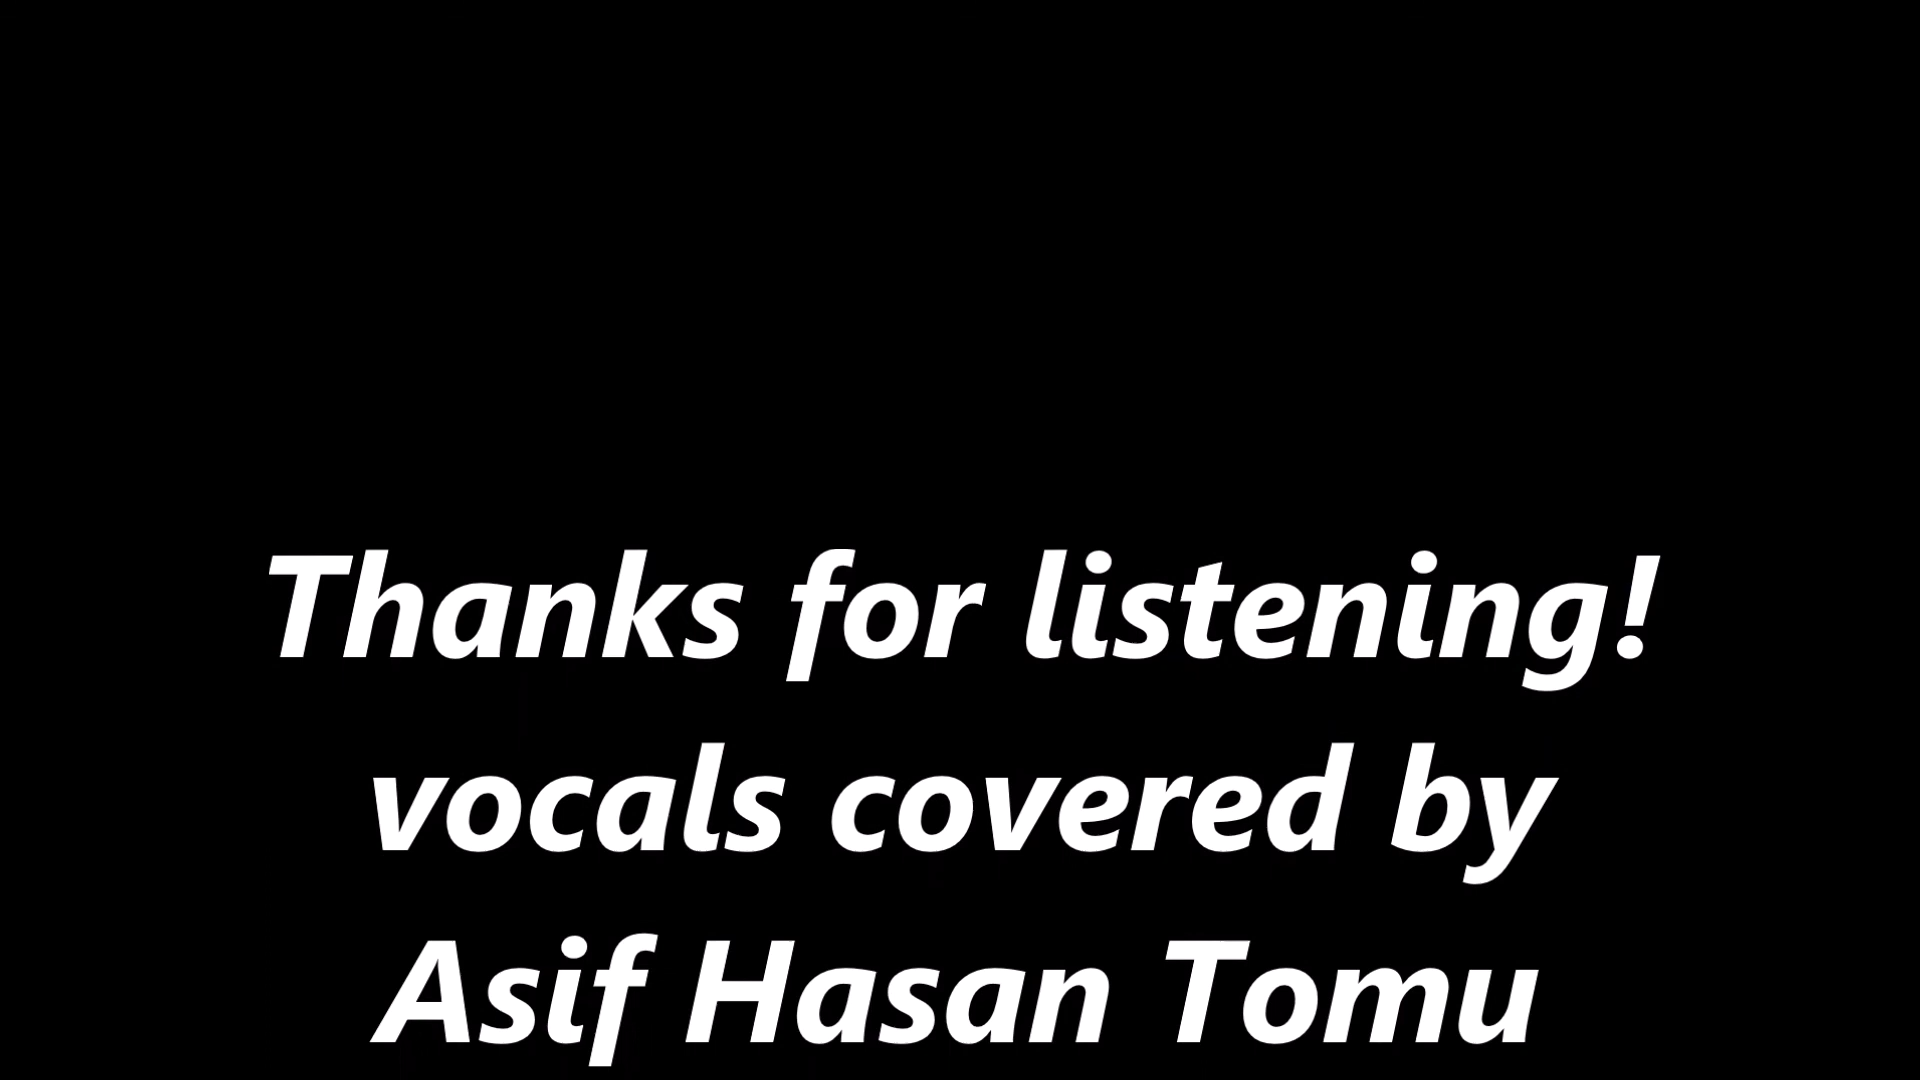 Thanks for listening!
vocals covered by
Asif Hasan Tomu